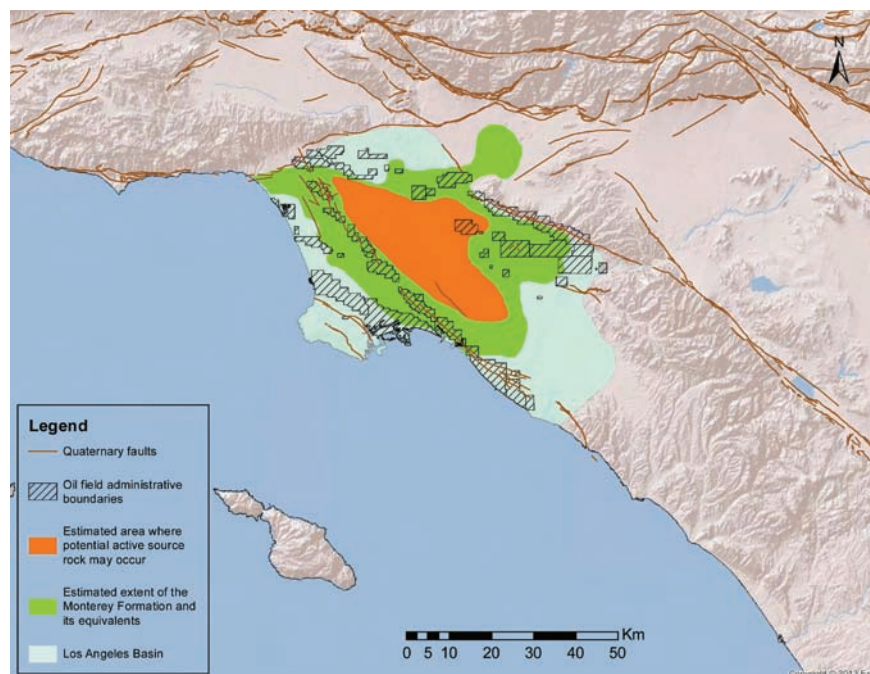 N
Legend
Quaternary faults
Oil field administrative
boundaries
Estimated area where
potential active source
rock may occur
Estimated extent of the
Monterey Formation and
its equivalents
Los Angeles Basin
Km
0 5 10 20 30 40 50